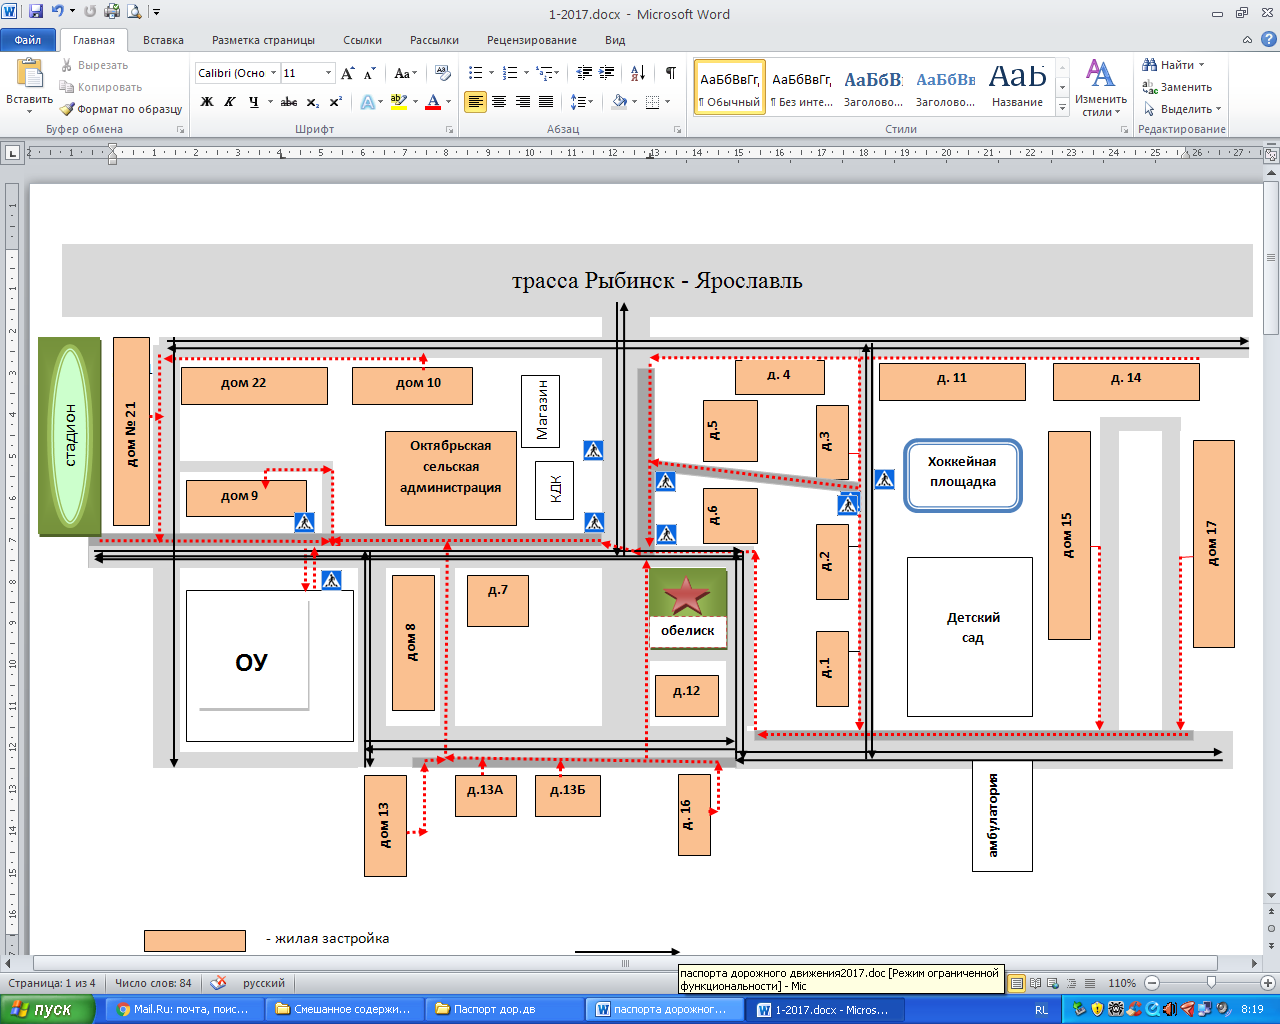 1-2017.docx - Microsoft Word
Файл
Главная
Вставка
Разметка страницы
Ссылки
Рассылки
Рецензирование
Вид
Вставить
Вырезать
Копировать
Формат по образцу
Буфер обмена
Calibri (Осно
11
Шрифт
Абзац
АаБбВвГг,
¶ Обычный
АаБбВвГг,
¶ Без инте...
АаБбВ:
Заголово...
АаБбВв
Заголово...
АаБ
Название
Изменить
стили
Стили
Найти
Заменить
Выделить
Редактирование
трасса Рыбинск - Ярославль
стадион
дом № 21
дом 22
дом 10
Магазин
Октябрьская
сельская
администрация
КДК
дом 9
д. 4
д.5
д.3
д.6
д.2
д.1
д. 11
д. 14
Хоккейная
площадка
дом 15
дом 17
Детский
сад
ОУ
дом 8
д.7
обелиск
д.12
дом 13
д.13А
д.13Б
д. 16
амбулатория
- жилая застройка
паспорта дорожного движения2017.doc [Режим ограниченной
функциональности] - Mic
Страница: 1 из 4
Число слов: 84
русский
110%
пуск
Mail.Ru: почта, поис...
Смешанное содержи...
Паспорт дор.дв
паспорта дорожног...
1-2017.docx - Micros...
RL
8:19